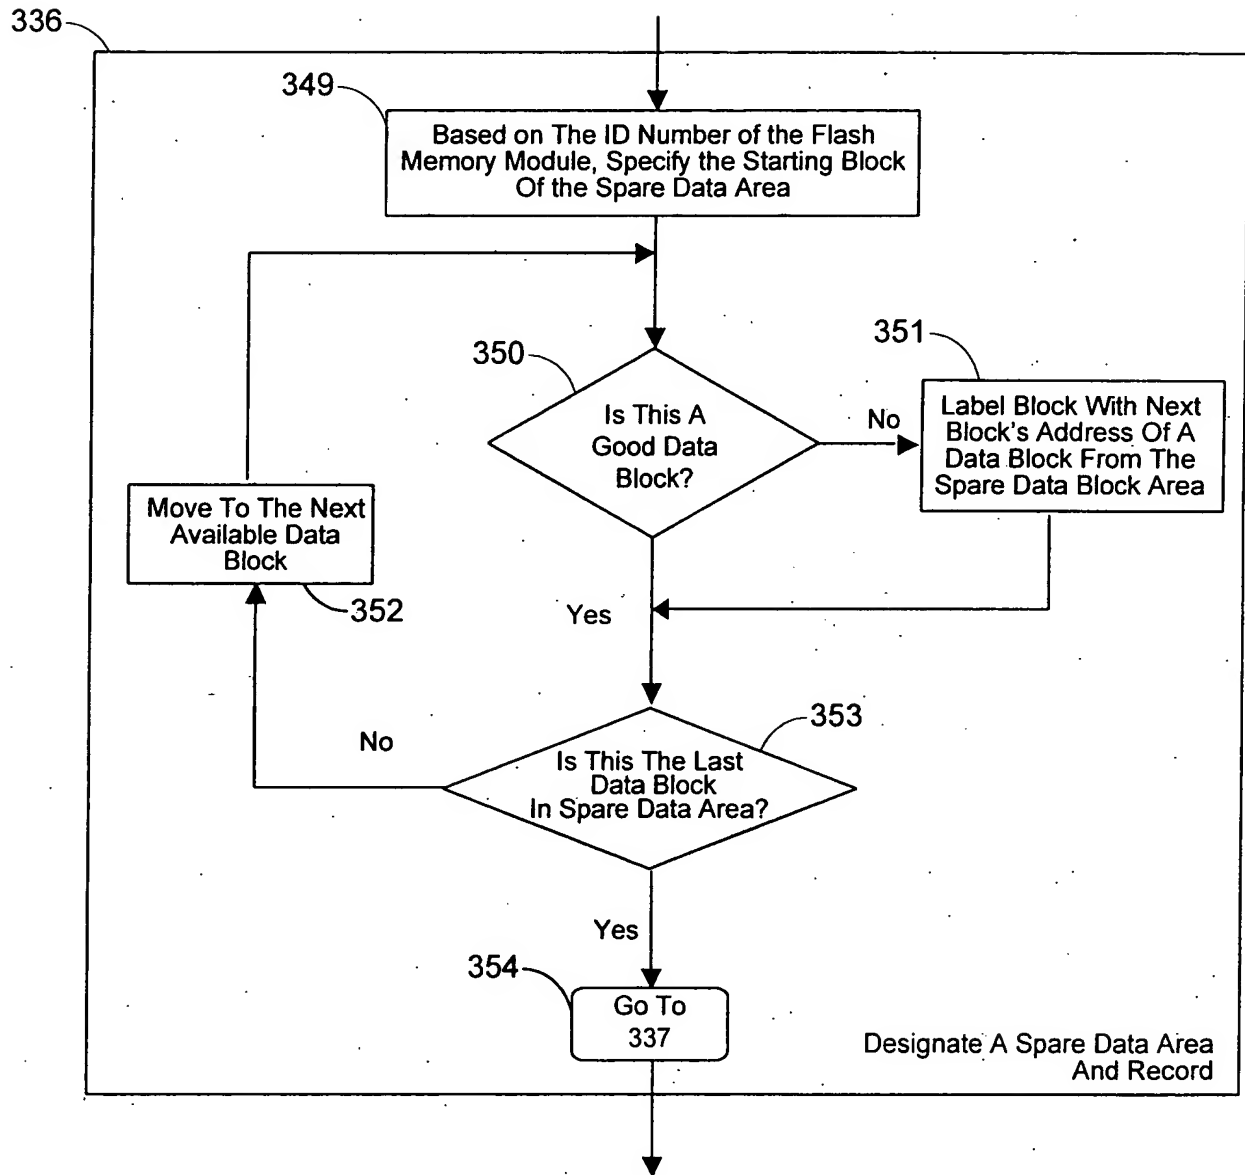 336
349
Based on The ID Number of the Flash
Memory Module, Specify the Starting Block
Of the Spare Data Area
350
Is This A
Good Data
Block?
No
351
Label Block With Next
Block's Address Of A
Data Block From The
Spare Data Block Area
Move To The Next
Available Data
Block
352
Yes
353
No
Is This The Last
Data Block
In Spare Data Area?
Yes
354
Go To
337
Designate A Spare Data Area
And Record